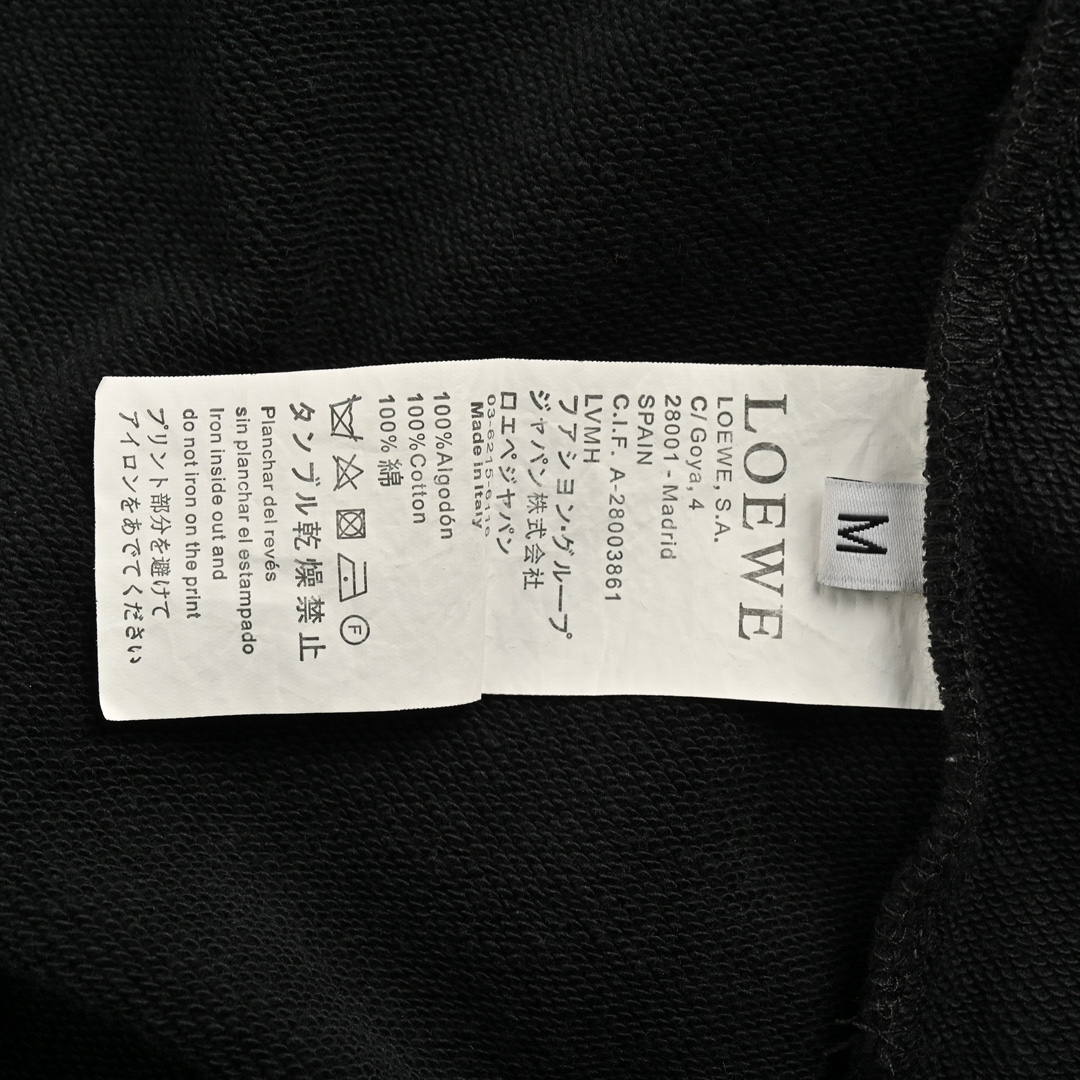 M
LOEWE
LOEWE, S.A.
C/Goya, 4
28001 - Madrid
SPAIN
C.I.F. A-28003861
LVMH
ファション・グループ
ジャパン株式会社
ロエベジャパン
Made in Italy
100%Algodón
100%Cotton
100%綿
F
タンブル乾燥禁止
Planchar del revés
sin planchar el estampado
Iron inside out and
do not iron on the print
プリント部分を避けて
アイロンをあててください